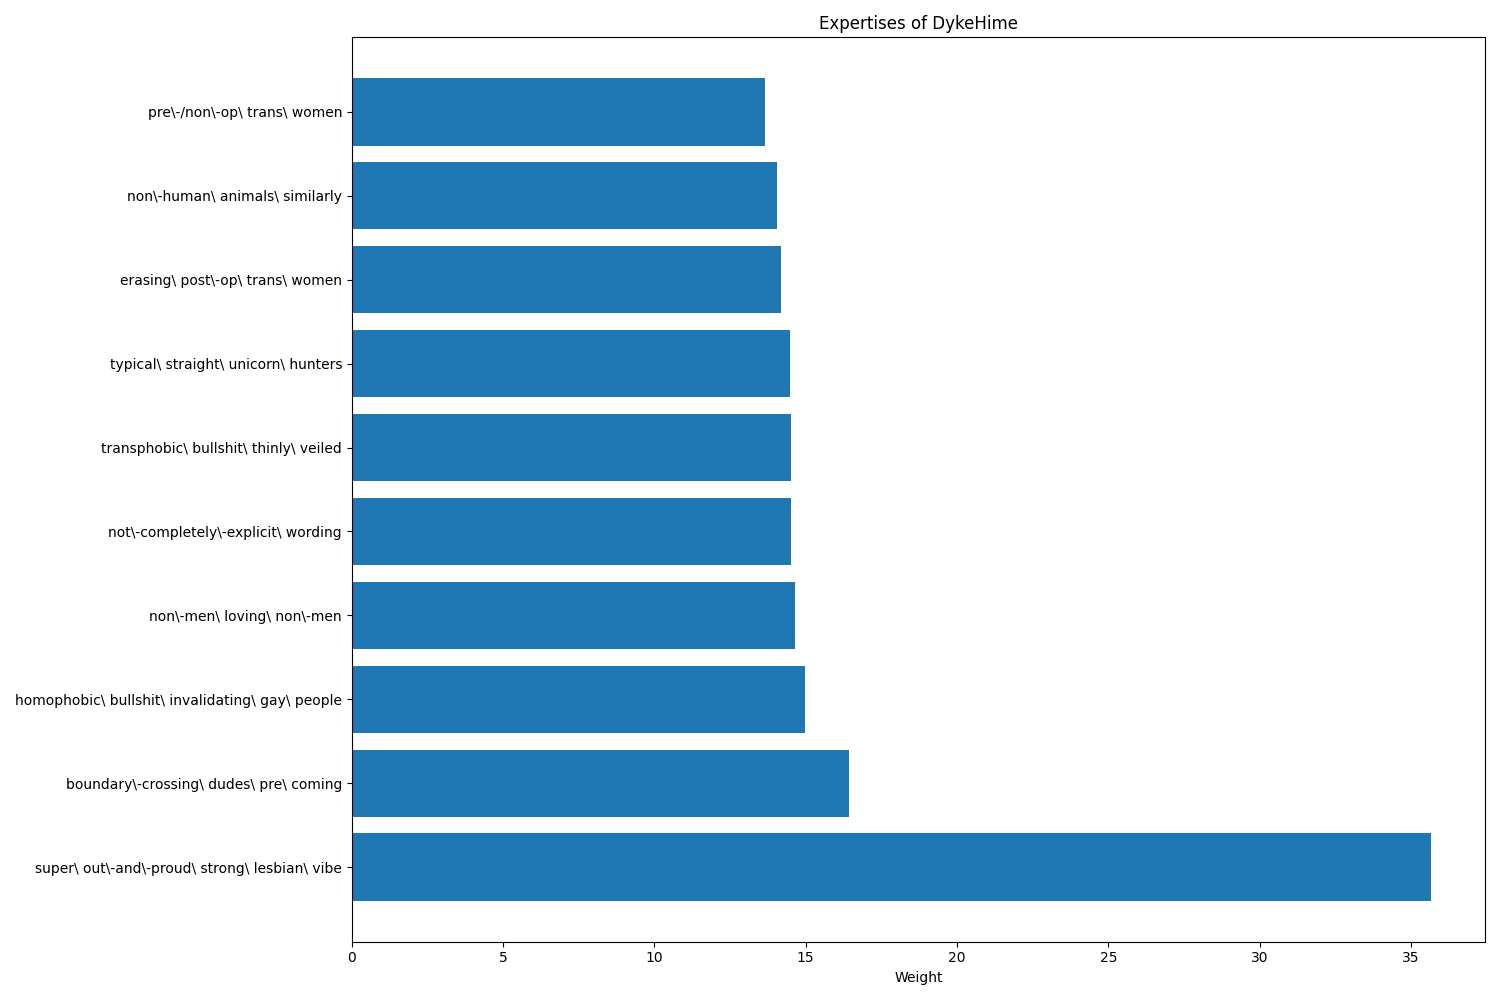 Expertises of DykeHime
pre\-/non\-op\ trans\ women
non\-human\ animals\ similarly
erasing\ post\-op\ trans\ women
typical\ straight\ unicorn\ hunters
transphobic\ bullshit\ thinly\ veiled
not\-completely\-explicit\ wording
non\-men\ loving\ non\-men
homophobic\ bullshit\ invalidating\ gay\ people
boundary\-crossing\ dudes\ pre\ coming
super\ out\-and\-proud\ strong\ lesbian\ vibe
0 5 10 15 20 25 30 35
Weight